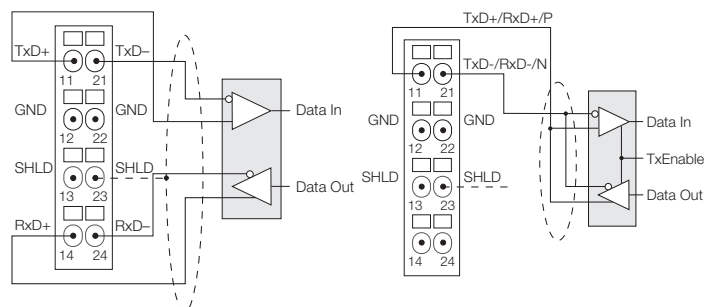 TxD+ TxD–
11 21
GND GND
12 22
SHLD SHLD
13 23
RxD+ RxD–
14 24
Data In
Data Out
TxD+/RxD+/P
TxD-/RxD-/N
11 21
GND GND
12 22
SHLD SHLD
13 23
14 24
Data In
TxEnable
Data Out